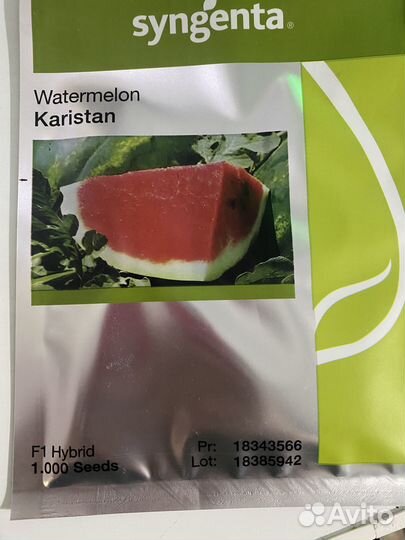 syngenta®
Watermelon
Karistan
F1 Hybrid
1.000 Seeds
Pr: 18343566
Lot: 18385942
Avito